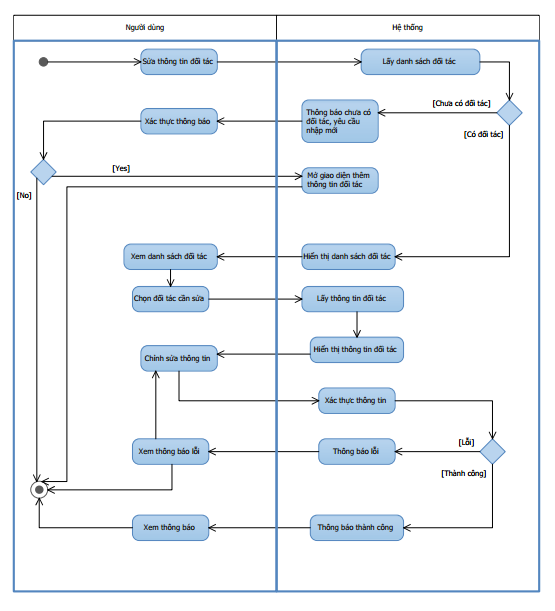 Người dùng
Hệ thống
Sửa thông tin đối tác
Lấy danh sách đối tác
[Chưa có đối tác]
Thông báo chưa có
đối tác, yêu cầu
nhập mới
Xác thực thông báo
[Có đối tác]
[Yes]
Mở giao diện thêm
thông tin đối tác
[No]
Xem danh sách đối tác
Hiển thị danh sách đối tác
Chọn đối tác cần sửa
Lấy thông tin đối tác
Hiển thị thông tin đối tác
Chỉnh sửa thông tin
Xác thực thông tin
[Lỗi]
Xem thông báo lỗi
Thông báo lỗi
[Thành công]
Xem thông báo
Thông báo thành công